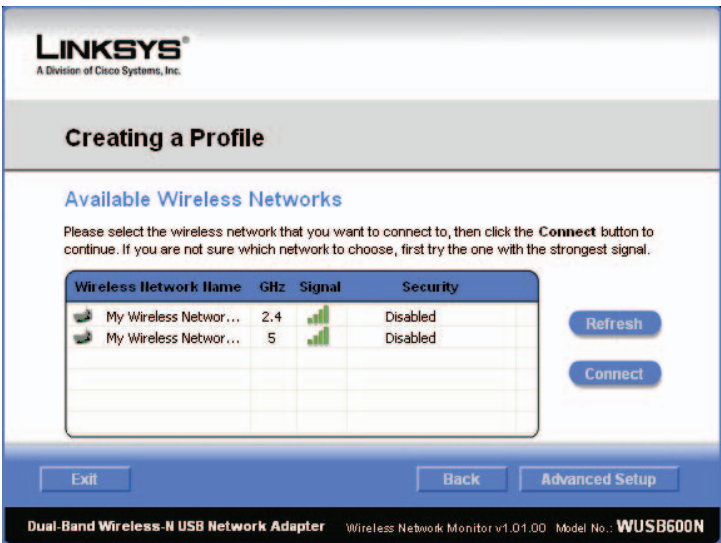 LINKSYS®
A Division of Cisco Systems, Inc.
Creating a Profile
Available Wireless Networks
Please select the wireless network that you want to connect to, then click the Connect button to
continue. If you are not sure which network to choose, first try the one with the strongest signal.
Wireless Network Name GHz Signal Security
My Wireless Networ... 2.4 Disabled
My Wireless Networ... 5 Disabled
Refresh
Connect
Exit Back Advanced Setup
Dual-Band Wireless-N USB Network Adapter Wireless Network Monitor v1.01.00 Model No.: WUSB600N